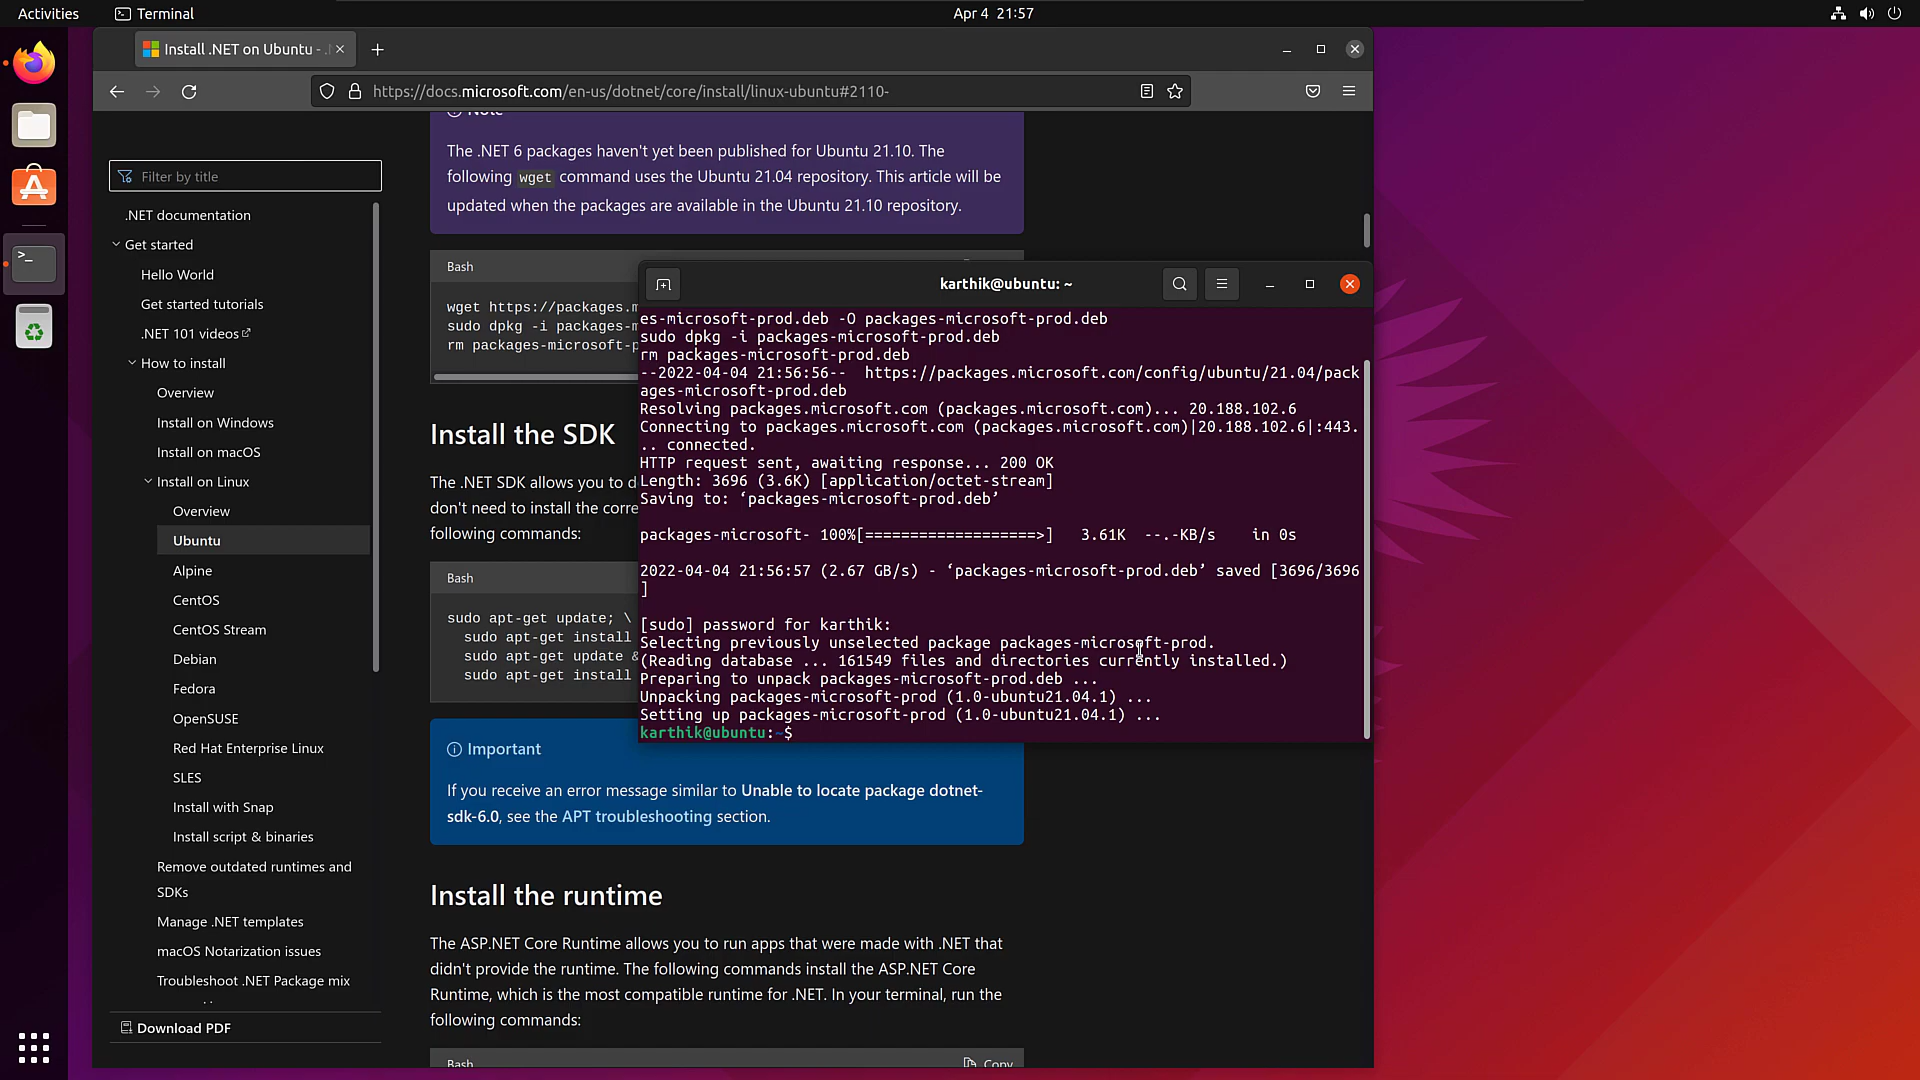 Activities
Terminal
Apr 4 21:57
Install .NET on Ubuntu -
https://docs.microsoft.com/en-us/dotnet/core/install/linux-ubuntu#2110-
Filter by title
.NET documentation
Get started
Hello World
Get started tutorials
.NET 101 videos
How to install
Overview
Install on Windows
Install on macOS
Install on Linux
Overview
Ubuntu
Alpine
CentOS
CentOS Stream
Debian
Fedora
OpenSUSE
Red Hat Enterprise Linux
SLES
Install with Snap
Install script & binaries
Remove outdated runtimes and
SDKs
Manage .NET templates
macOS Notarization issues
Troubleshoot .NET Package mix
Download PDF
Note
The .NET 6 packages haven't yet been published for Ubuntu 21.10. The
following wget command uses the Ubuntu 21.04 repository. This article will be
updated when the packages are available in the Ubuntu 21.10 repository.
Bash
wget https://packages.m
sudo dpkg -i packages-m
rm packages-microsoft-p
Install the SDK
The .NET SDK allows you to d
don't need to install the corre
following commands:
Bash
sudo apt-get update; \
sudo apt-get install
sudo apt-get update &
sudo apt-get install
Important
If you receive an error message similar to Unable to locate package dotnet-
sdk-6.0, see the APT troubleshooting section.
Install the runtime
The ASP.NET Core Runtime allows you to run apps that were made with .NET that
didn't provide the runtime. The following commands install the ASP.NET Core
Runtime, which is the most compatible runtime for .NET. In your terminal, run the
following commands:
Bash
Copy
karthik@ubuntu: ~
es-microsoft-prod.deb -O packages-microsoft-prod.deb
sudo dpkg -i packages-microsoft-prod.deb
rm packages-microsoft-prod.deb
--2022-04-04 21:56:56--  https://packages.microsoft.com/config/ubuntu/21.04/pack
ages-microsoft-prod.deb
Resolving packages.microsoft.com (packages.microsoft.com)... 20.188.102.6
Connecting to packages.microsoft.com (packages.microsoft.com)|20.188.102.6|:443.
.. connected.
HTTP request sent, awaiting response... 200 OK
Length: 3696 (3.6K) [application/octet-stream]
Saving to: ‘packages-microsoft-prod.deb’
packages-microsoft- 100%[===================>]   3.61K  --.-KB/s    in 0s
2022-04-04 21:56:57 (2.67 GB/s) - ‘packages-microsoft-prod.deb’ saved [3696/3696
]
[sudo] password for karthik:
Selecting previously unselected package packages-microsoft-prod.
(Reading database ... 161549 files and directories currently installed.)
Preparing to unpack packages-microsoft-prod.deb ...
Unpacking packages-microsoft-prod (1.0-ubuntu21.04.1) ...
Setting up packages-microsoft-prod (1.0-ubuntu21.04.1) ...
karthik@ubuntu:~$